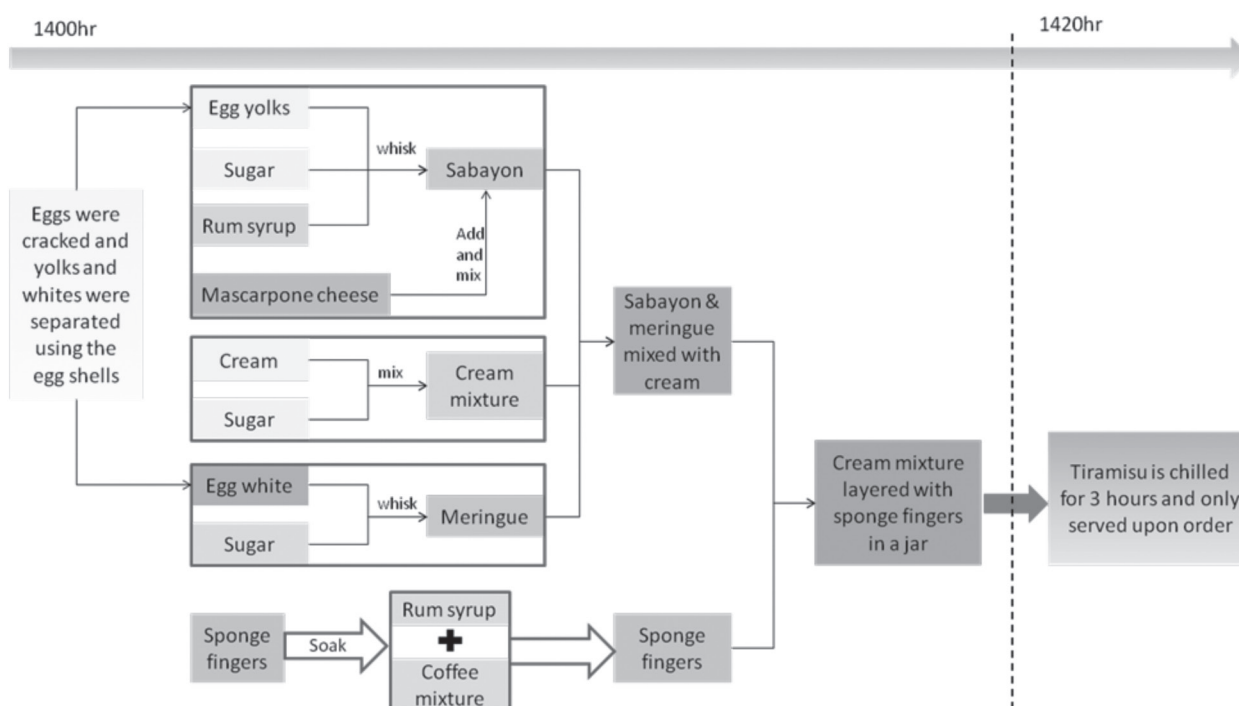 1400hr
1420hr
Eggs were
cracked and
yolks and
whites were
separated
using the
egg shells
Egg yolks
Sugar
Rum syrup
Mascarpone cheese
whisk
Sabayon
Add
and
mix
Cream
Sugar
mix
Cream
mixture
Egg white
Sugar
whisk
Meringue
Sabayon &
meringue
mixed with
cream
Sponge
fingers
Soak
Rum syrup
+
Coffee
mixture
Sponge
fingers
Cream mixture
layered with
sponge fingers
in a jar
Tiramisu is chilled
for 3 hours and only
served upon order